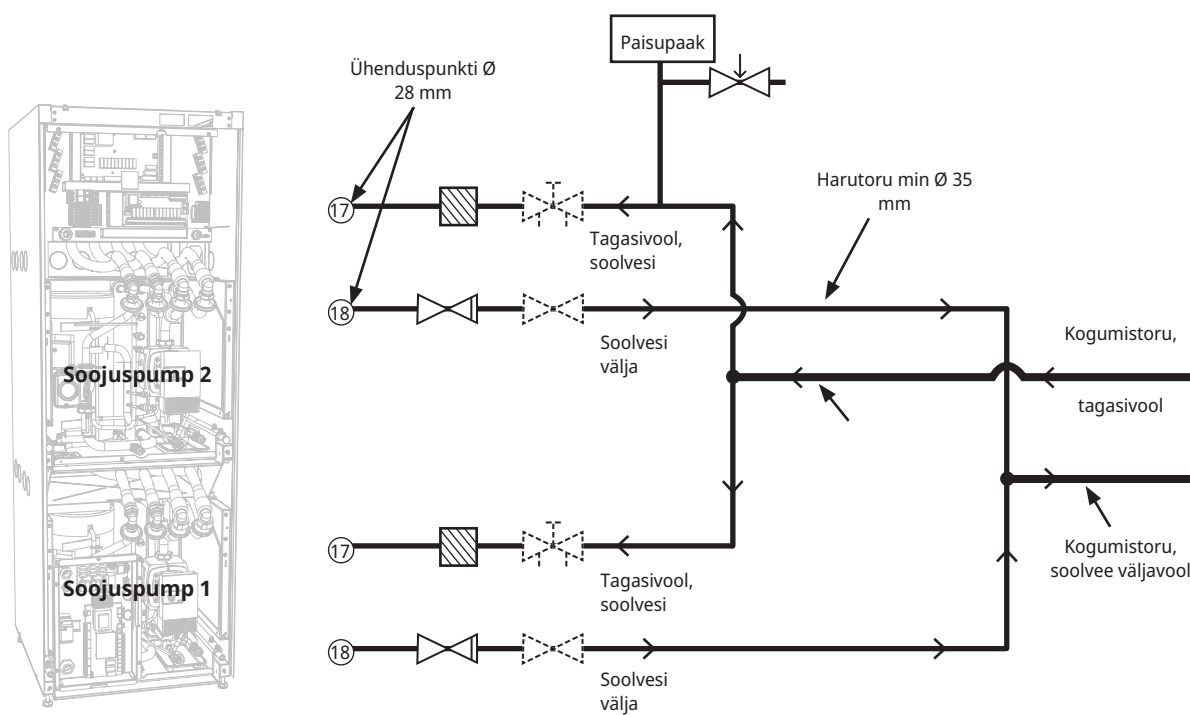 Paisupaak
Ühenduspunkti Ø
28 mm
Harutoru min Ø 35
mm
17
Tagasivool,
soolvesi
18
Soolvesi
välja
Kogumistoru,
tagasivool
Soojuspump 2
17
Tagasivool,
soolvesi
Kogumistoru,
soolvee väljavool
Soojuspump 1
18
Soolvesi
välja